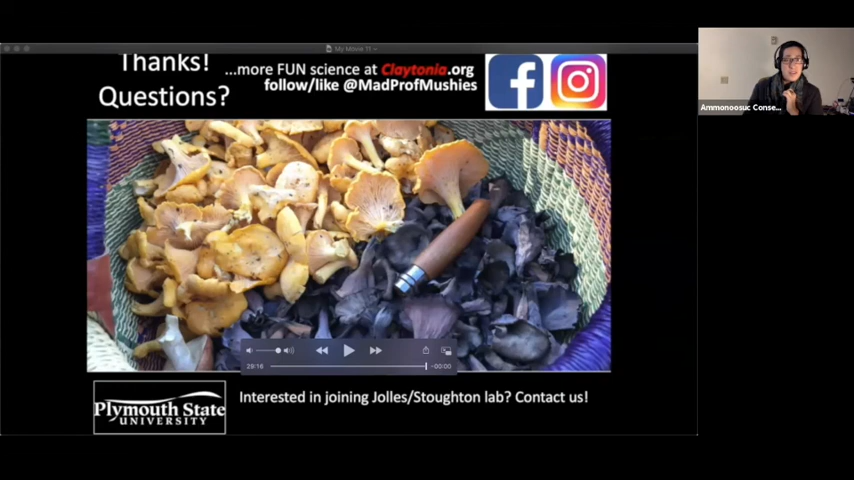 My Movie 11
Thanks!
Questions?
...more FUN science at Claytonia.org
follow/like @MadProfMushies
Ammonoosuc Conse...
29:16
00:00
Plymouth State
UNIVERSITY
Interested in joining Jolles/Stoughton lab? Contact us!